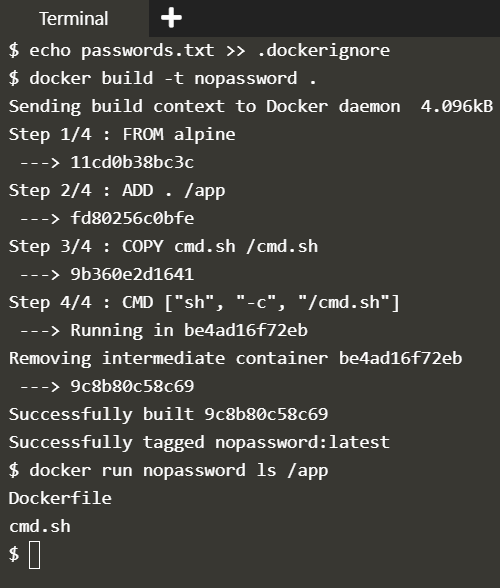 Terminal
$ echo passwords.txt >> .dockerignore
$ docker build -t nopassword .
Sending build context to Docker daemon  4.096kB
Step 1/4 : FROM alpine
 ---> 11cd0b38bc3c
Step 2/4 : ADD . /app
 ---> fd80256c0bfe
Step 3/4 : COPY cmd.sh /cmd.sh
 ---> 9b360e2d1641
Step 4/4 : CMD ["sh", "-c", "/cmd.sh"]
 ---> Running in be4ad16f72eb
Removing intermediate container be4ad16f72eb
 ---> 9c8b80c58c69
Successfully built 9c8b80c58c69
Successfully tagged nopassword:latest
$ docker run nopassword ls /app
Dockerfile
cmd.sh
$